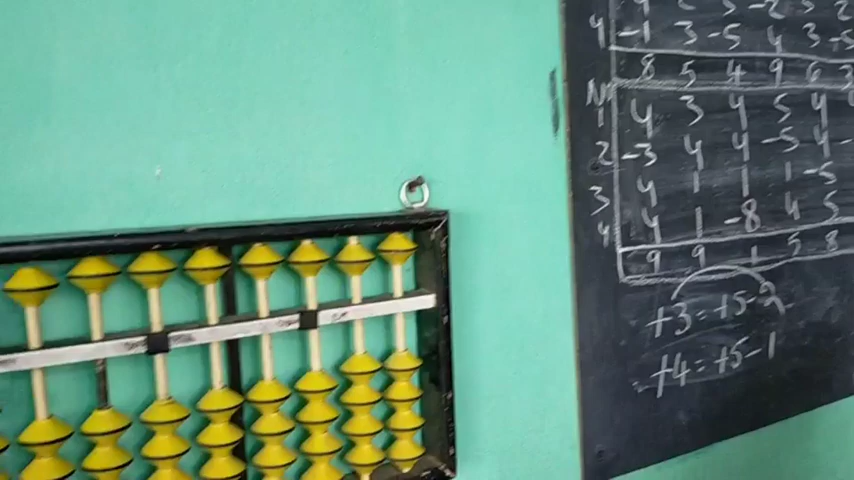 4 -1 3 -5 4 3 -5
8 5 4 9 6 3
1 4 3 4 5 4
2 -3 4 4 -5 4 -
3 4 1 1 1 -5
4 4 1 -8 4 5
9 9 1 5 8
+3=+5-2
+4=+5-1